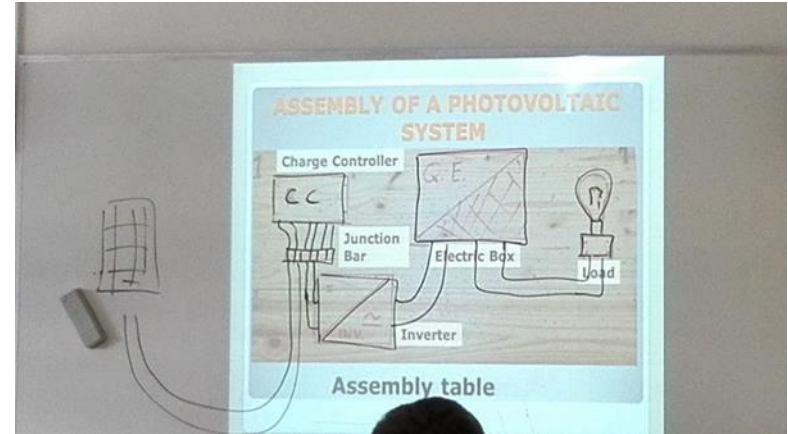 ASSEMBLY OF A PHOTOVOLTAIC
SYSTEM
Charge Controller
CC
G.E.
Junction
Bar
Electric Box
Load
=
~
INV
Inverter
Assembly table